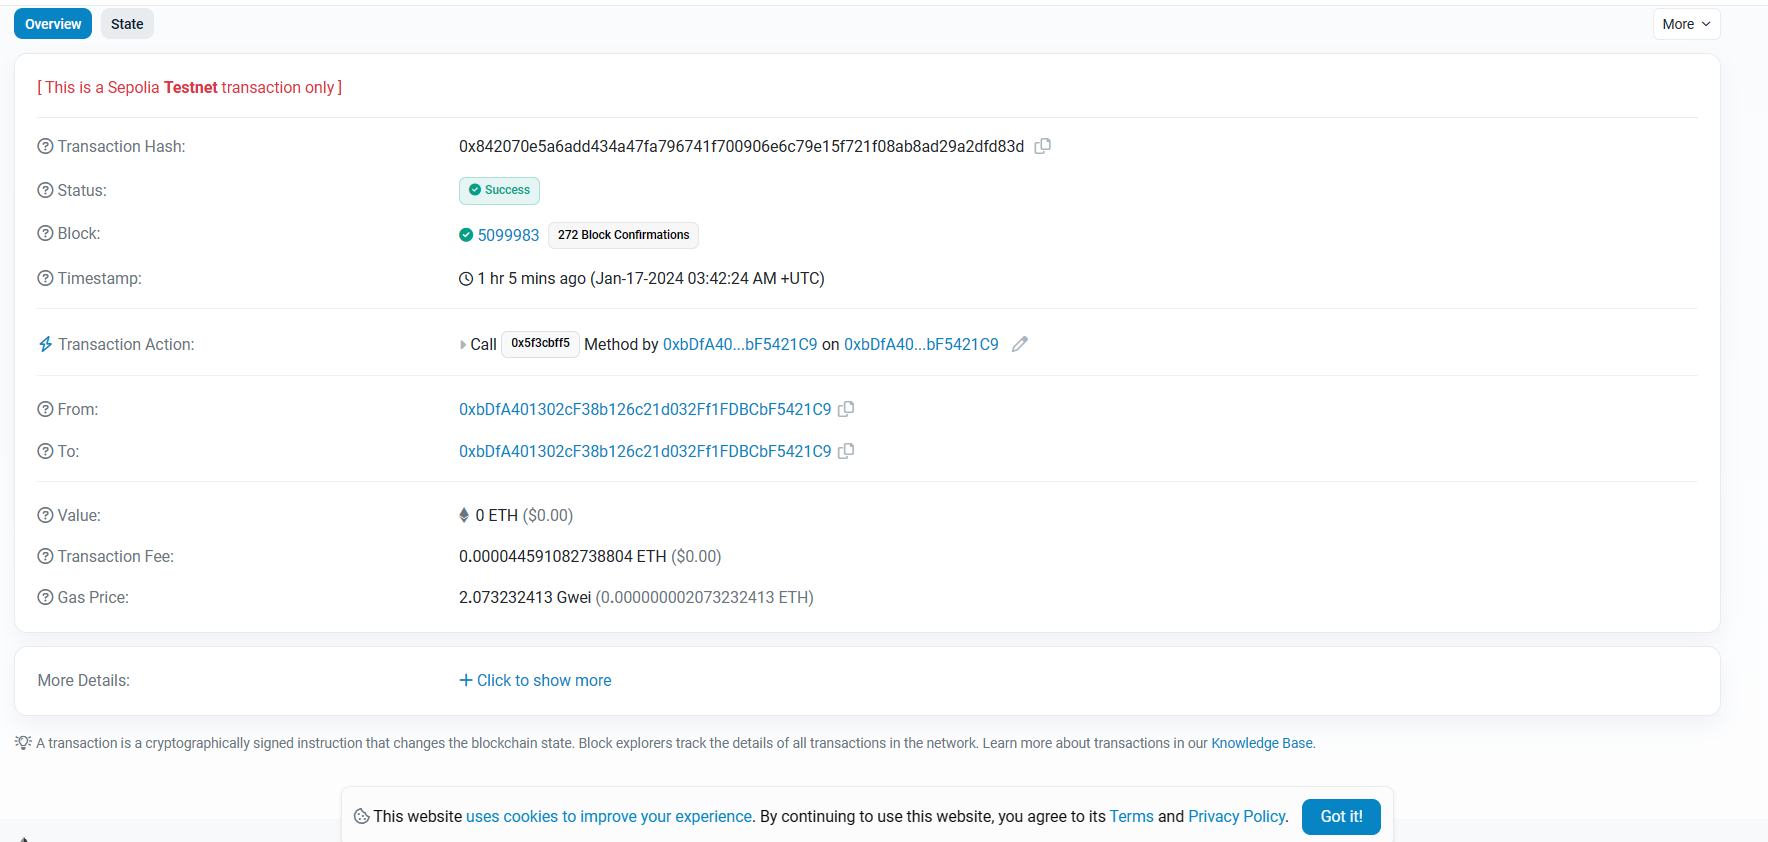 Overview State More
[ This is a Sepolia Testnet transaction only ]
Transaction Hash: 0x842070e5a6add434a47fa796741f700906e6c79e15f721f08ab8ad29a2dfd83d
Status: Success
Block: 5099983 272 Block Confirmations
Timestamp: 1 hr 5 mins ago (Jan-17-2024 03:42:24 AM +UTC)
Transaction Action: Call 0x5f3cbff5 Method by 0xbDfA40...bF5421C9 on 0xbDfA40...bF5421C9
From: 0xbDfA401302cF38b126c21d032Ff1FDBCbF5421C9
To: 0xbDfA401302cF38b126c21d032Ff1FDBCbF5421C9
Value: 0 ETH ($0.00)
Transaction Fee: 0.000044591082738804 ETH ($0.00)
Gas Price: 2.073232413 Gwei (0.000000002073232413 ETH)
More Details: Click to show more
A transaction is a cryptographically signed instruction that changes the blockchain state. Block explorers track the details of all transactions in the network. Learn more about transactions in our Knowledge Base.
This website uses cookies to improve your experience. By continuing to use this website, you agree to its Terms and Privacy Policy. Got it!